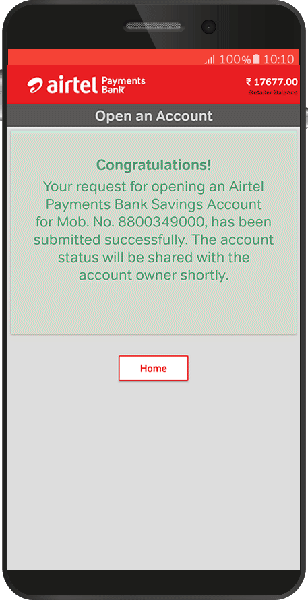 100% 10:10
airtel Payments Bank
₹ 17677.00
Retailer Balance
Open an Account
Congratulations!
Your request for opening an Airtel
Payments Bank Savings Account
for Mob. No. 8800349000, has been
submitted successfully. The account
status will be shared with the
account owner shortly.
Home